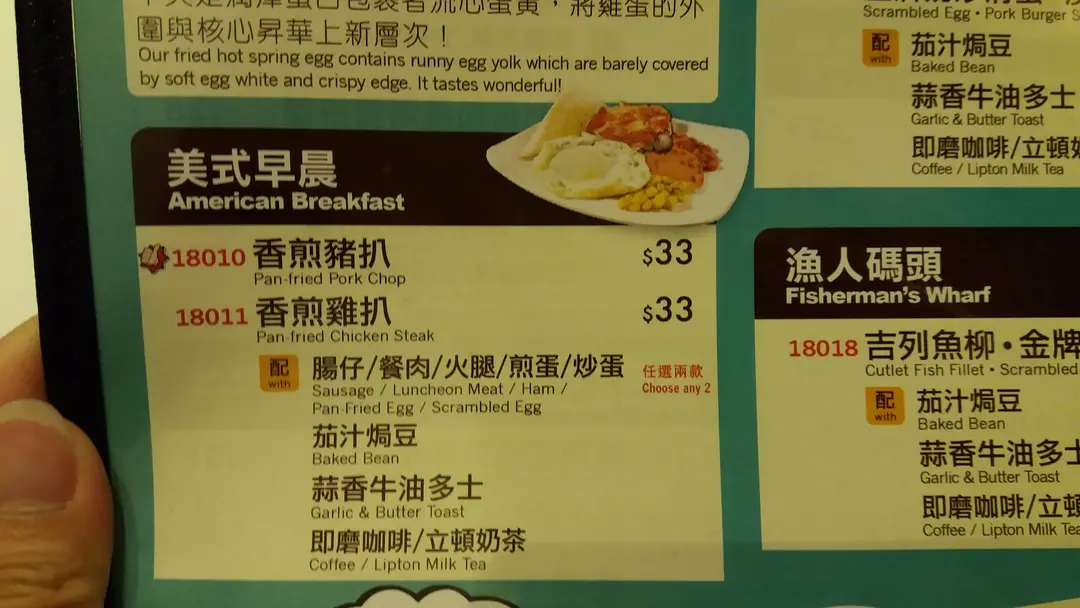 圍與核心昇華上新層次！
Our fried hot spring egg contains runny egg yolk which are barely covered
by soft egg white and crispy edge. It tastes wonderful!
美式早晨
American Breakfast
18010 香煎豬扒 $33
Pan-fried Pork Chop
18011 香煎雞扒 $33
Pan-fried Chicken Steak
配 腸仔/餐肉/火腿/煎蛋/炒蛋 任選兩款
with Sausage / Luncheon Meat / Ham / Choose any 2
Pan-Fried Egg / Scrambled Egg
茄汁焗豆
Baked Bean
蒜香牛油多士
Garlic & Butter Toast
即磨咖啡/立頓奶茶
Coffee / Lipton Milk Tea
Scrambled Egg • Pork Burger S
配 茄汁焗豆
with Baked Bean
蒜香牛油多士
Garlic & Butter Toast
即磨咖啡/立頓
Coffee / Lipton Milk Tea
漁人碼頭
Fisherman's Wharf
18018 吉列魚柳•金牌
Cutlet Fish Fillet • Scrambled
配 茄汁焗豆
with Baked Bean
蒜香牛油多士
Garlic & Butter Toast
即磨咖啡/立頓
Coffee / Lipton Milk Tea